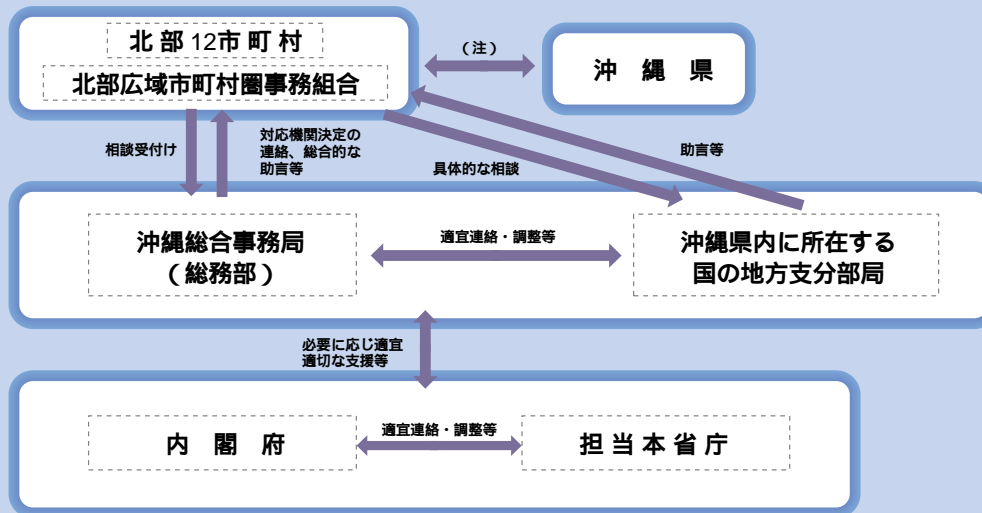 北部12市町村
北部広域市町村圏事務組合
（注）
沖縄県
相談受付け
対応機関決定の
連絡、総合的な
助言等
具体的な相談
助言等
沖縄総合事務局
（総務部）
適宜連絡・調整等
沖縄県内に所在する
国の地方支分部局
必要に応じ適宜
適切な支援等
内閣府
適宜連絡・調整等
担当本省庁